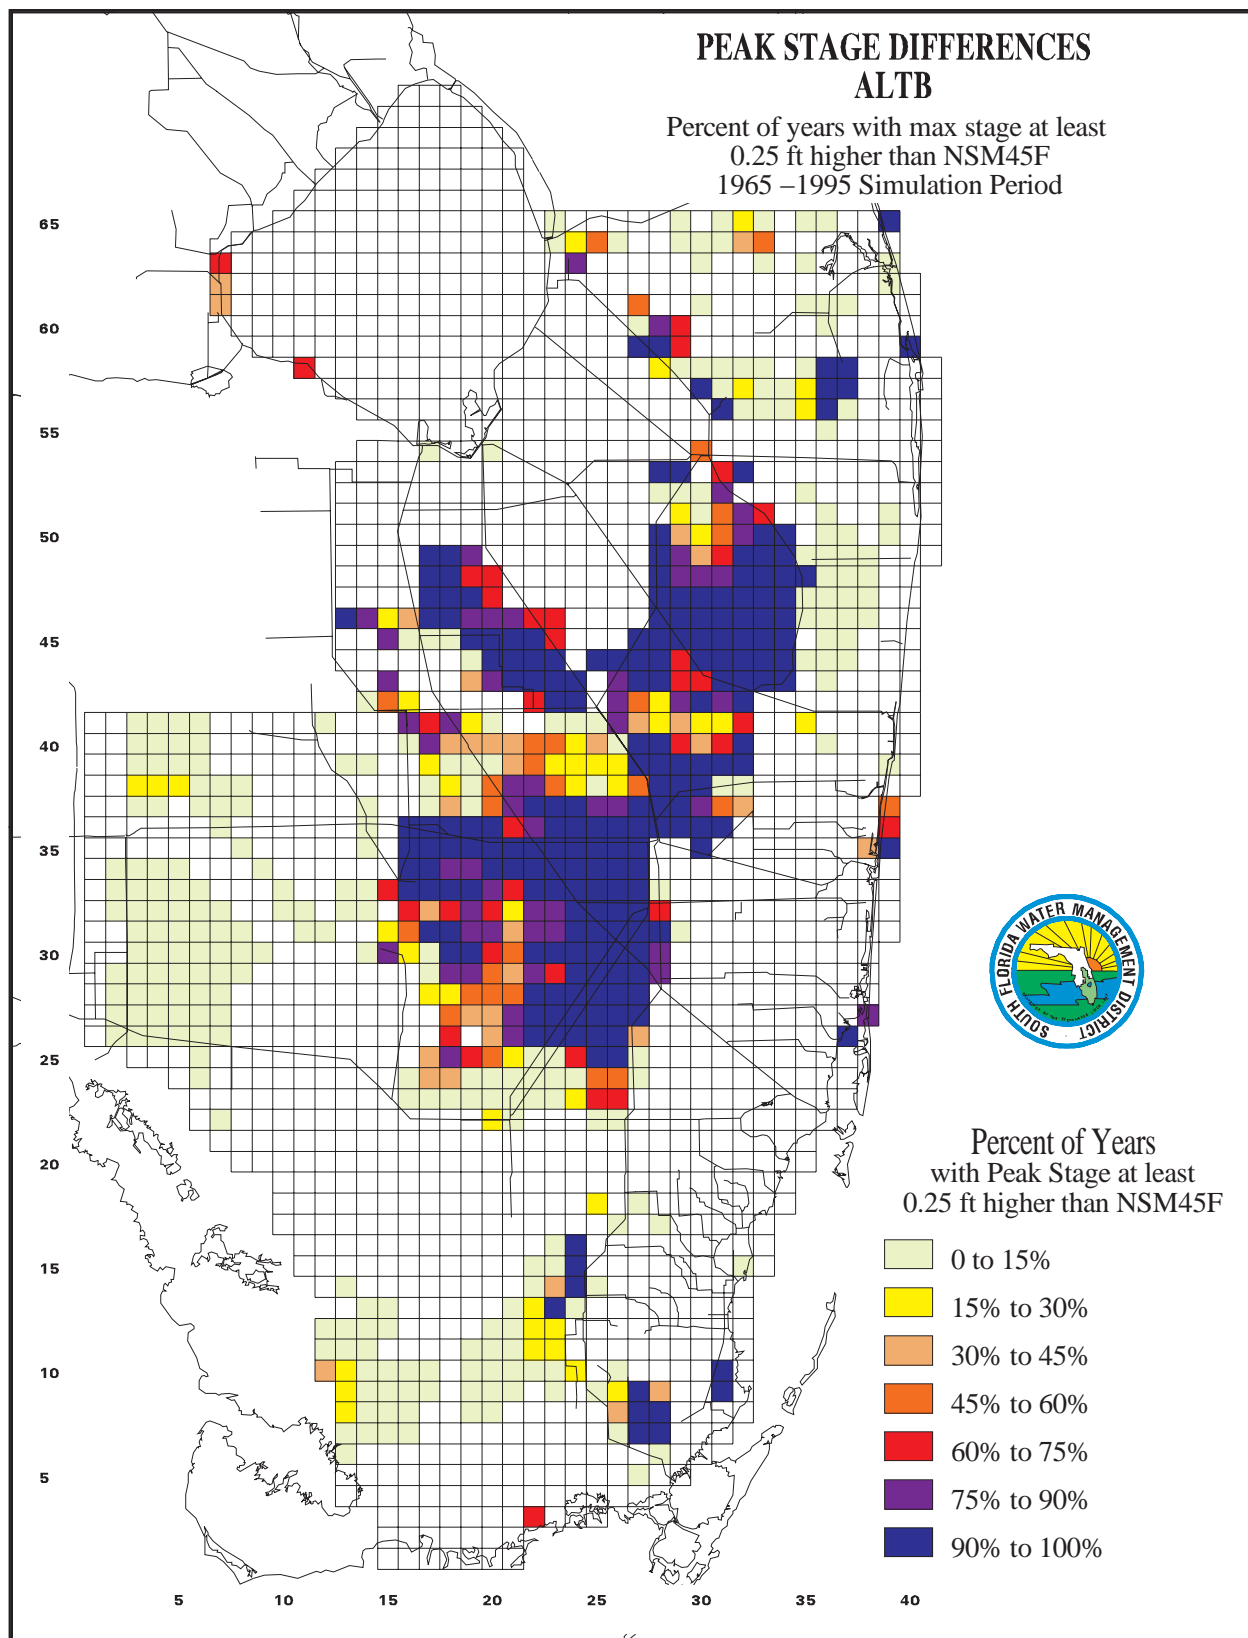 PEAK STAGE DIFFERENCES
ALTB
Percent of years with max stage at least
0.25 ft higher than NSM45F
1965 –1995 Simulation Period
65
60
55
50
45
40
35
30
25
20
15
10
5
SOUTH FLORIDA WATER MANAGEMENT DISTRICT
Percent of Years
with Peak Stage at least
0.25 ft higher than NSM45F
0 to 15%
15% to 30%
30% to 45%
45% to 60%
60% to 75%
75% to 90%
90% to 100%
5
10
15
20
25
30
35
40